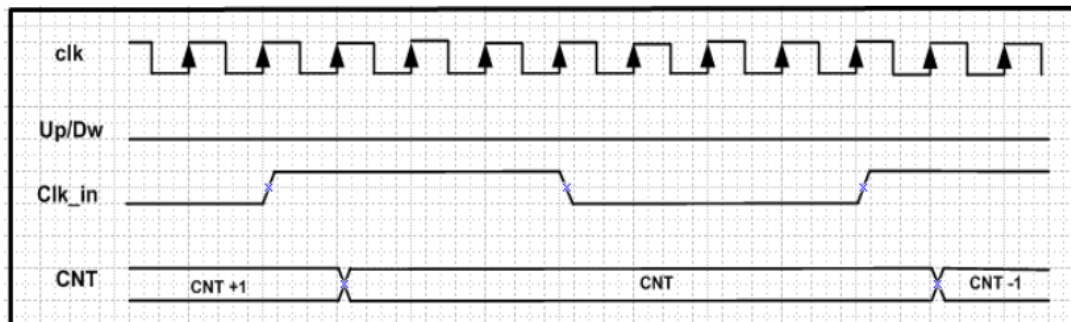 clk
Up/Dw
Clk_in
CNT
CNT +1
CNT
CNT -1